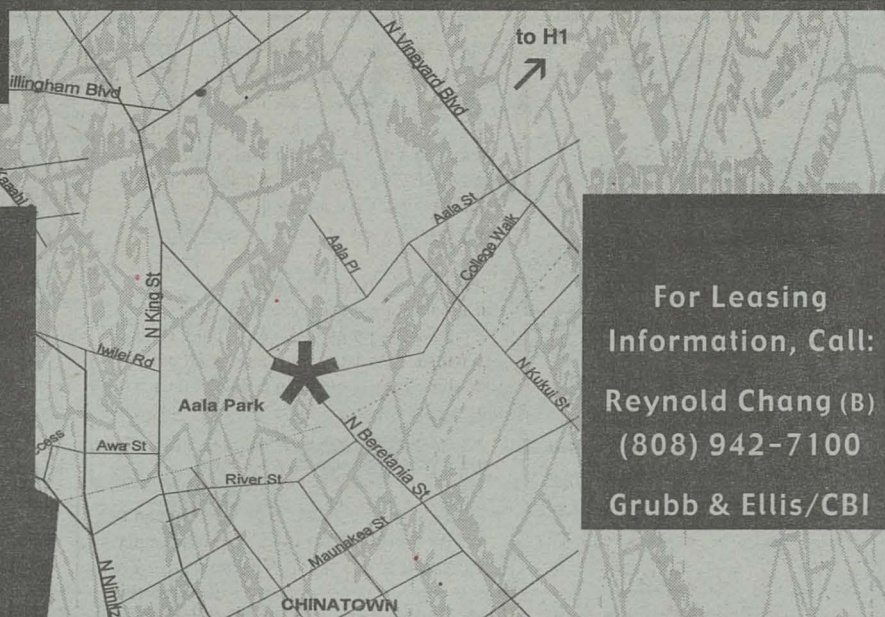 N Vineyard Blvd
to H1
illingham Blvd
Kaaahi
Aala St
College Walk
Aala Pl
N King St
Iwilei Rd
Aala Park
N Kukui St
N Beretania St
cess
Awa St
River St
Maunakea St
N Nimitz
CHINATOWN
For Leasing
Information, Call:
Reynold Chang (B)
(808) 942-7100
Grubb & Ellis/CBI